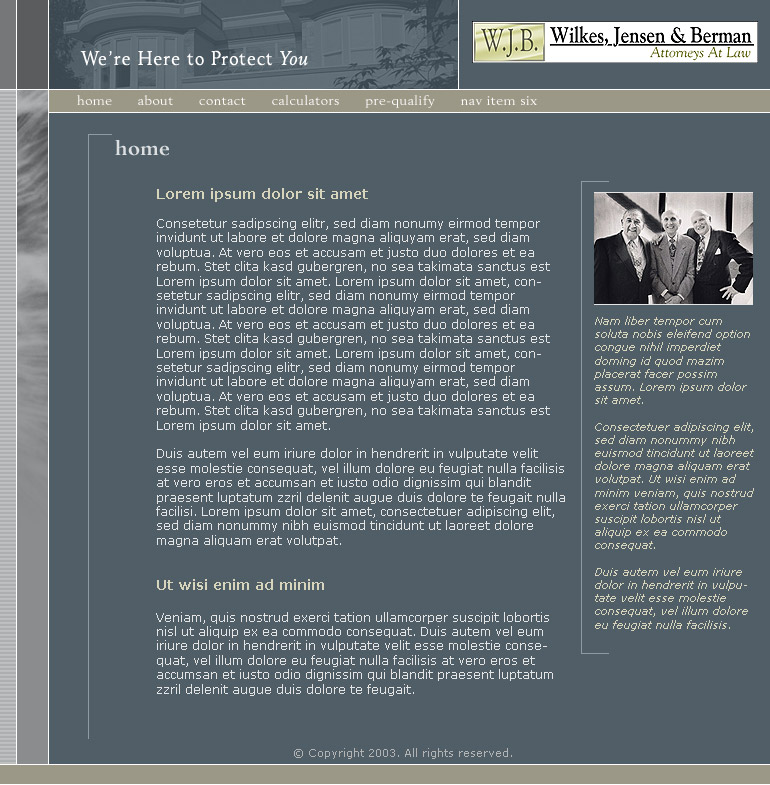 We're Here to Protect You
W.J.B.
Wilkes, Jensen & Berman
Attorneys At Law
home about contact calculators pre-qualify nav item six
home
Lorem ipsum dolor sit amet
Consetetur sadipscing elitr, sed diam nonumy eirmod tempor
invidunt ut labore et dolore magna aliquyam erat, sed diam
voluptua. At vero eos et accusam et justo duo dolores et ea
rebum. Stet clita kasd gubergren, no sea takimata sanctus est
Lorem ipsum dolor sit amet. Lorem ipsum dolor sit amet, con-
setetur sadipscing elitr, sed diam nonumy eirmod tempor
invidunt ut labore et dolore magna aliquyam erat, sed diam
voluptua. At vero eos et accusam et justo duo dolores et ea
rebum. Stet clita kasd gubergren, no sea takimata sanctus est
Lorem ipsum dolor sit amet. Lorem ipsum dolor sit amet, con-
setetur sadipscing elitr, sed diam nonumy eirmod tempor
invidunt ut labore et dolore magna aliquyam erat, sed diam
voluptua. At vero eos et accusam et justo duo dolores et ea
rebum. Stet clita kasd gubergren, no sea takimata sanctus est
Lorem ipsum dolor sit amet.
Duis autem vel eum iriure dolor in hendrerit in vulputate velit
esse molestie consequat, vel illum dolore eu feugiat nulla facilisis
at vero eros et accumsan et iusto odio dignissim qui blandit
praesent luptatum zzril delenit augue duis dolore te feugait nulla
facilisi. Lorem ipsum dolor sit amet, consectetuer adipiscing elit,
sed diam nonummy nibh euismod tincidunt ut laoreet dolore
magna aliquam erat volutpat.
Ut wisi enim ad minim
Veniam, quis nostrud exerci tation ullamcorper suscipit lobortis
nisl ut aliquip ex ea commodo consequat. Duis autem vel eum
iriure dolor in hendrerit in vulputate velit esse molestie conse-
quat, vel illum dolore eu feugiat nulla facilisis at vero eros et
accumsan et iusto odio dignissim qui blandit praesent luptatum
zzril delenit augue duis dolore te feugait.
Nam liber tempor cum
soluta nobis eleifend option
congue nihil imperdiet
doming id quod mazim
placerat facer possim
assum. Lorem ipsum dolor
sit amet.
Consectetuer adipiscing elit,
sed diam nonummy nibh
euismod tincidunt ut laoreet
dolore magna aliquam erat
volutpat. Ut wisi enim ad
minim veniam, quis nostrud
exerci tation ullamcorper
suscipit lobortis nisl ut
aliquip ex ea commodo
consequat.
Duis autem vel eum iriure
dolor in hendrerit in vulpu-
tate velit esse molestie
consequat, vel illum dolore
eu feugiat nulla facilisis.
© Copyright 2003. All rights reserved.